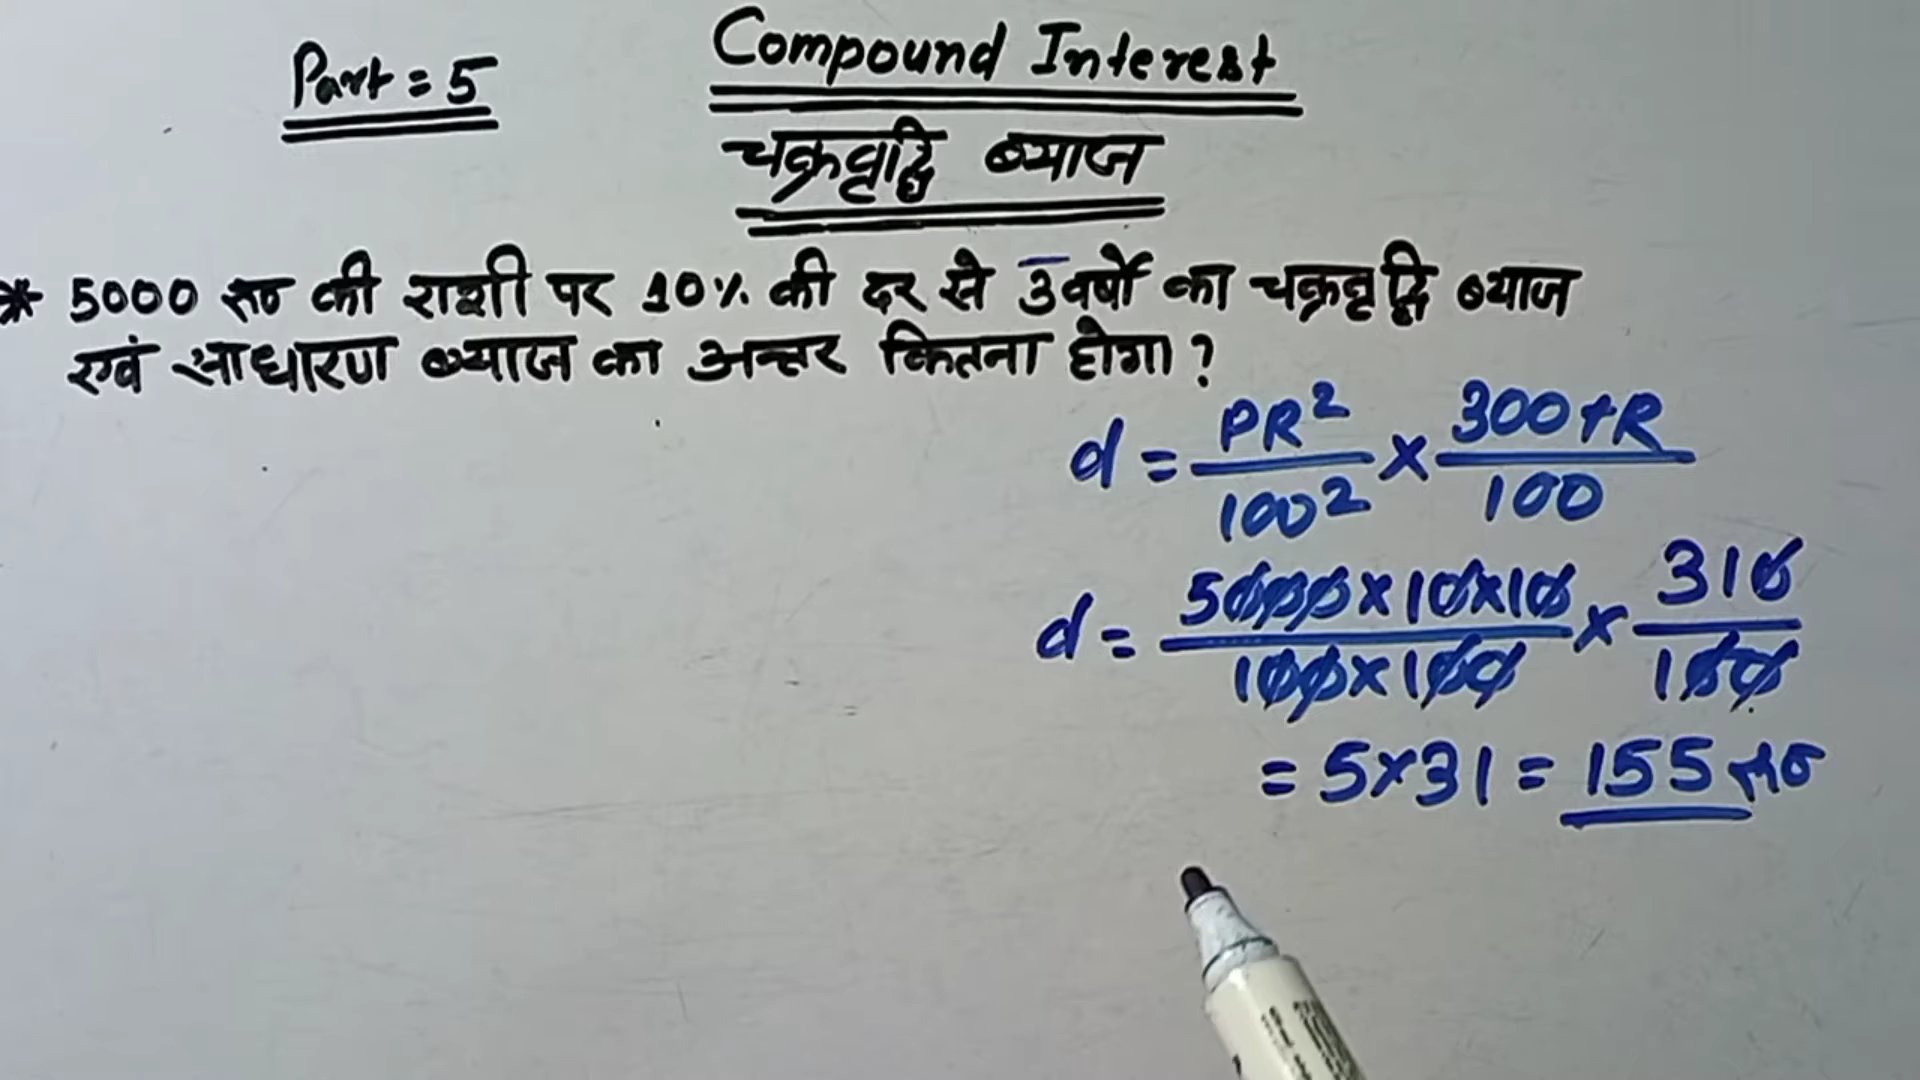 Part = 5
Compound Interest
चक्रवृद्धि ब्याज
* 5000 रु० की राशी पर 10% की दर से 3 वर्षों का चक्रवृद्धि ब्याज
एवं साधारण ब्याज का अन्तर कितना होगा ?
d = PR²/100² × 300+R/100
d = 5000×10×10/100×100 × 310/100
= 5×31 = 155 रु०